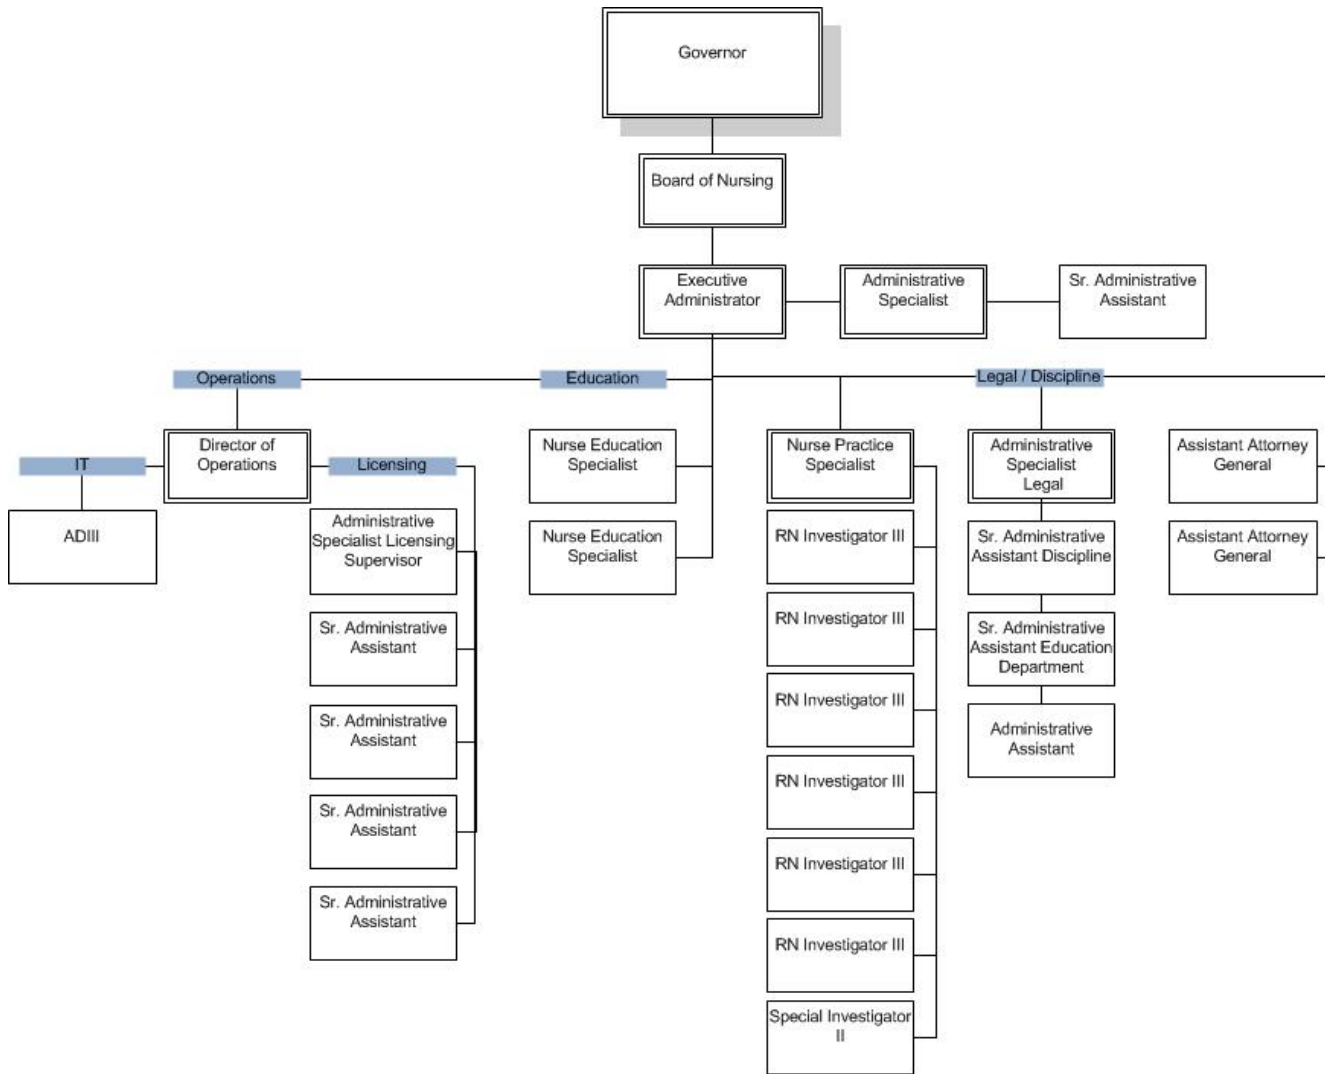 Governor
Board of Nursing
Executive
Administrator
Administrative
Specialist
Sr. Administrative
Assistant
Operations
Education
Legal / Discipline
IT
Director of
Operations
Licensing
ADIII
Administrative
Specialist Licensing
Supervisor
Sr. Administrative
Assistant
Sr. Administrative
Assistant
Sr. Administrative
Assistant
Sr. Administrative
Assistant
Nurse Education
Specialist
Nurse Education
Specialist
Nurse Practice
Specialist
RN Investigator III
RN Investigator III
RN Investigator III
RN Investigator III
RN Investigator III
RN Investigator III
Special Investigator
II
Administrative
Specialist
Legal
Sr. Administrative
Assistant Discipline
Sr. Administrative
Assistant Education
Department
Administrative
Assistant
Assistant Attorney
General
Assistant Attorney
General